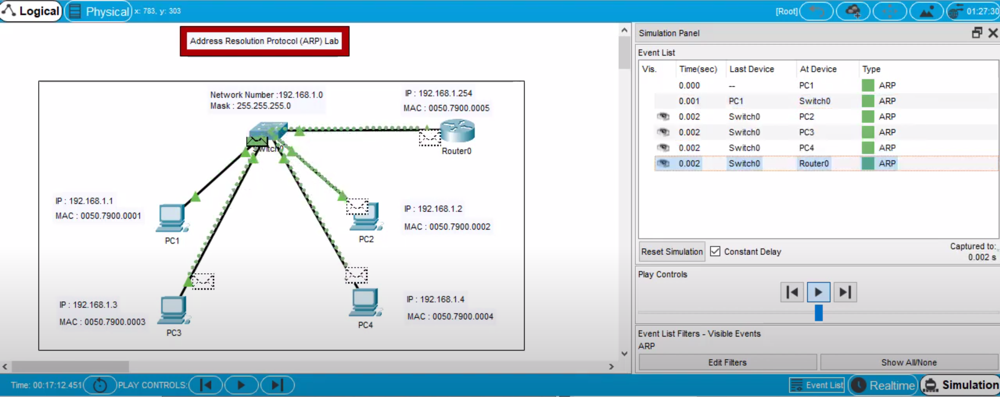 Logical
Physical
x: 783, y: 303
[Root]
01:27:30
Address Resolution Protocol (ARP) Lab
Network Number :192.168.1.0
Mask : 255.255.255.0
IP : 192.168.1.254
MAC : 0050.7900.0005
Switch0
Router0
IP : 192.168.1.1
MAC : 0050.7900.0001
PC1
IP : 192.168.1.2
MAC : 0050.7900.0002
PC2
IP : 192.168.1.3
MAC : 0050.7900.0003
PC3
IP : 192.168.1.4
MAC : 0050.7900.0004
PC4
Simulation Panel
Event List
Vis. Time(sec) Last Device At Device Type
0.000 -- PC1 ARP
0.001 PC1 Switch0 ARP
0.002 Switch0 PC2 ARP
0.002 Switch0 PC3 ARP
0.002 Switch0 PC4 ARP
0.002 Switch0 Router0 ARP
Reset Simulation
Constant Delay
Captured to:
0.002 s
Play Controls
Event List Filters - Visible Events
ARP
Edit Filters
Show All/None
Time: 00:17:12.451
PLAY CONTROLS:
Event List
Realtime
Simulation